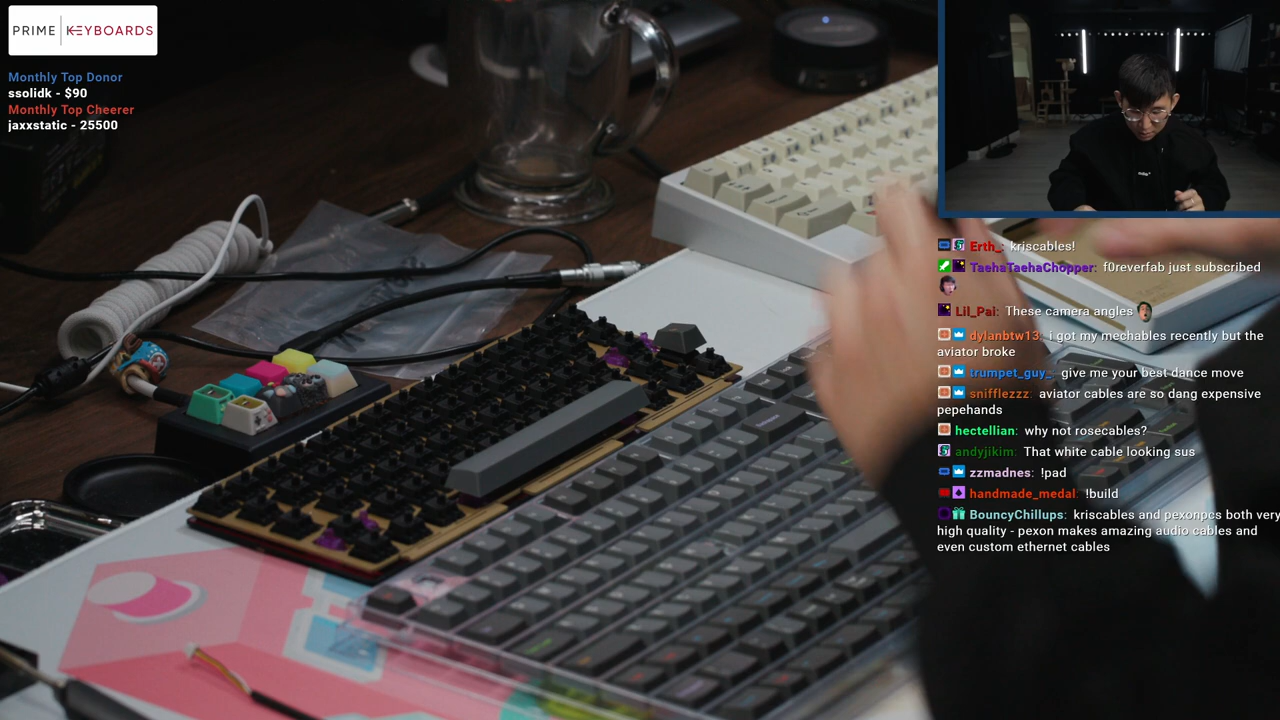 PRIME | KEYBOARDS
Monthly Top Donor
ssolidk - $90
Monthly Top Cheerer
jaxxstatic - 25500
Erth_: kriscables!
TaehaTaehaChopper: f0reverfab just subscribed
Lil_Pai: These camera angles
dylanbtw13: i got my mechables recently but the
aviator broke
trumpet_guy_: give me your best dance move
snifflezzz: aviator cables are so dang expensive
pepehands
hectellian: why not rosecables?
andyjikim: That white cable looking sus
zzmadnes: !pad
handmade_medal: !build
BouncyChillups: kriscables and pexonpcs both very
high quality - pexon makes amazing audio cables and
even custom ethernet cables